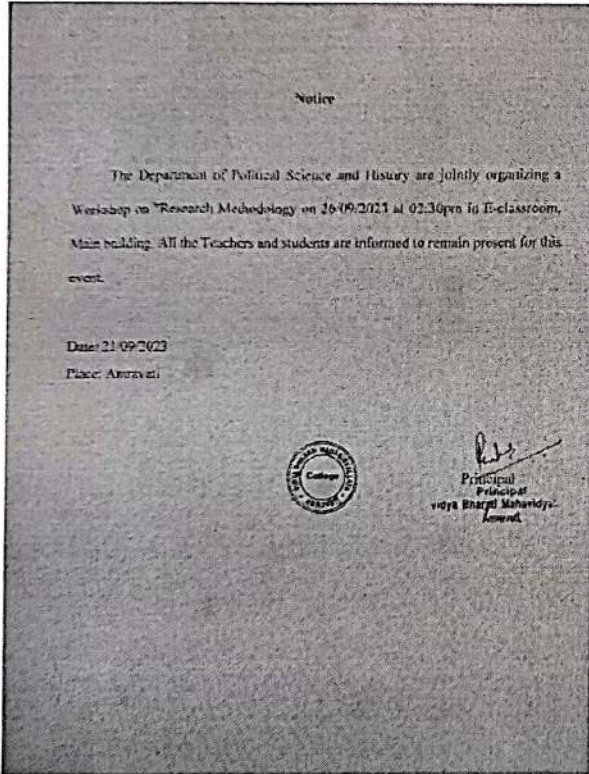 Notice
The Department of Political Science and History are jointly organizing a
Workshop on "Research Methodology on 26/09/2023 at 02:30pm in E-classroom,
Main building. All the Teachers and students are informed to remain present for this
event.
Date: 21/09/2023
Place: Amravati
College
Principal
Principal
Vidya Bharati Mahavidyal
Amravati